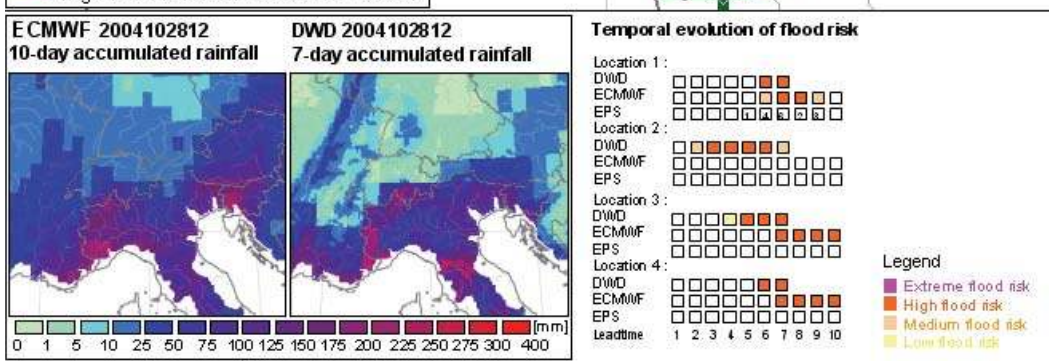 ECMWF 2004102812
10-day accumulated rainfall
DWD 2004102812
7-day accumulated rainfall
[mm]
0 1 5 10 25 50 75 100 125 150 175 200 225 250 275 300 400
Temporal evolution of flood risk
Location 1 :
DWD
ECMWF
EPS
Location 2 :
DWD
ECMWF
EPS
Location 3 :
DWD
ECMWF
EPS
Location 4 :
DWD
ECMWF
EPS
Leadtime 1 2 3 4 5 6 7 8 9 10
Legend
Extreme flood risk
High flood risk
Medium flood risk
Low flood risk